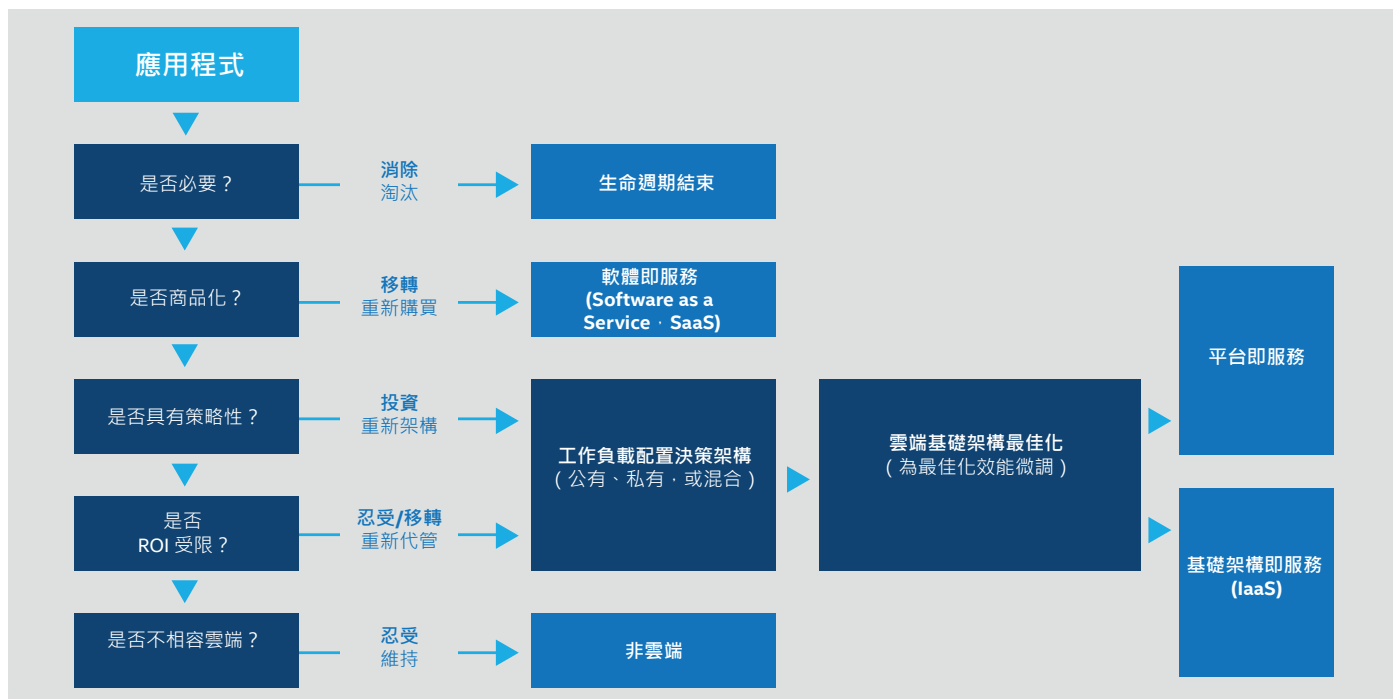 應用程式
是否必要？
消除
淘汰
生命週期結束
是否商品化？
移轉
重新購買
軟體即服務
(Software as a
Service，SaaS)
是否具有策略性？
投資
重新架構
工作負載配置決策架構
（公有、私有，或混合）
雲端基礎架構最佳化
（為最佳化效能微調）
平台即服務
是否
ROI 受限？
忍受/移轉
重新代管
基礎架構即服務
(IaaS)
是否不相容雲端？
忍受
維持
非雲端